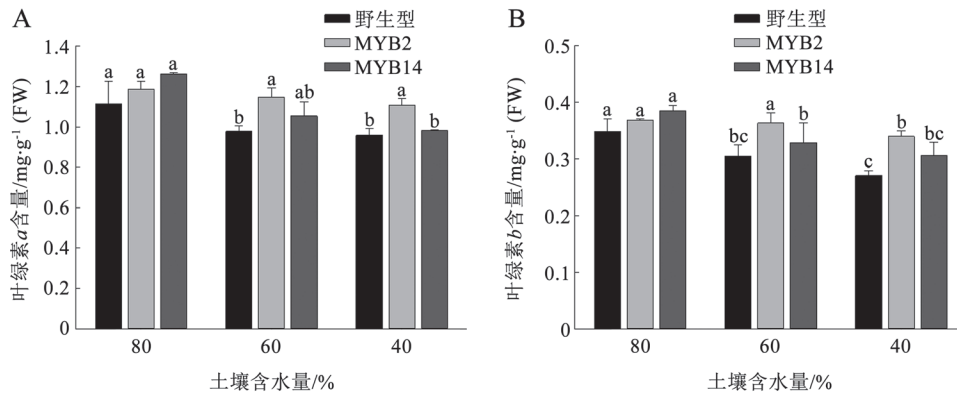 A
野生型
MYB2
MYB14
叶绿素a含量/mg·g⁻¹ (FW)
1.4
1.2
1.0
0.8
0.6
0.4
1.2
0
a a a
b a ab
b a b
80 60 40
土壤含水量/%
B
野生型
MYB2
MYB14
叶绿素b含量/mg·g⁻¹ (FW)
0.5
0.4
0.3
0.2
0.1
0
a a a
bc a b
c b bc
80 60 40
土壤含水量/%